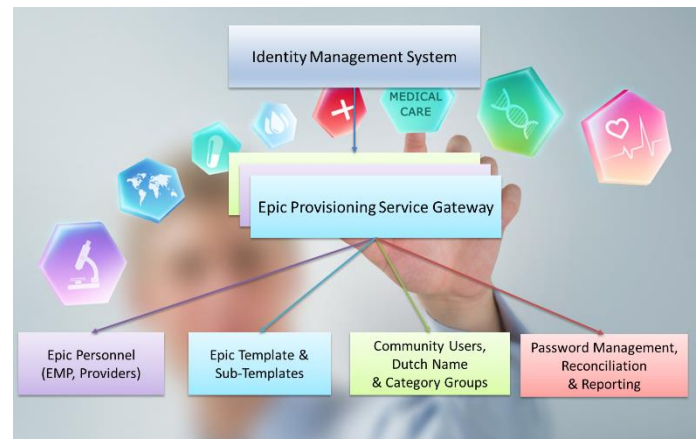 Identity Management System
MEDICAL
CARE
Epic Provisioning Service Gateway
Epic Personnel
(EMP, Providers)
Epic Template &
Sub-Templates
Community Users,
Dutch Name
& Category Groups
Password Management,
Reconciliation
& Reporting